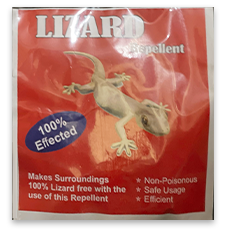 LIZARD
Repellent
100%
Effected
Makes Surroundings
100% Lizard free with the
use of this Repellent
★ Non-Poisonous
★ Safe Usage
★ Efficient